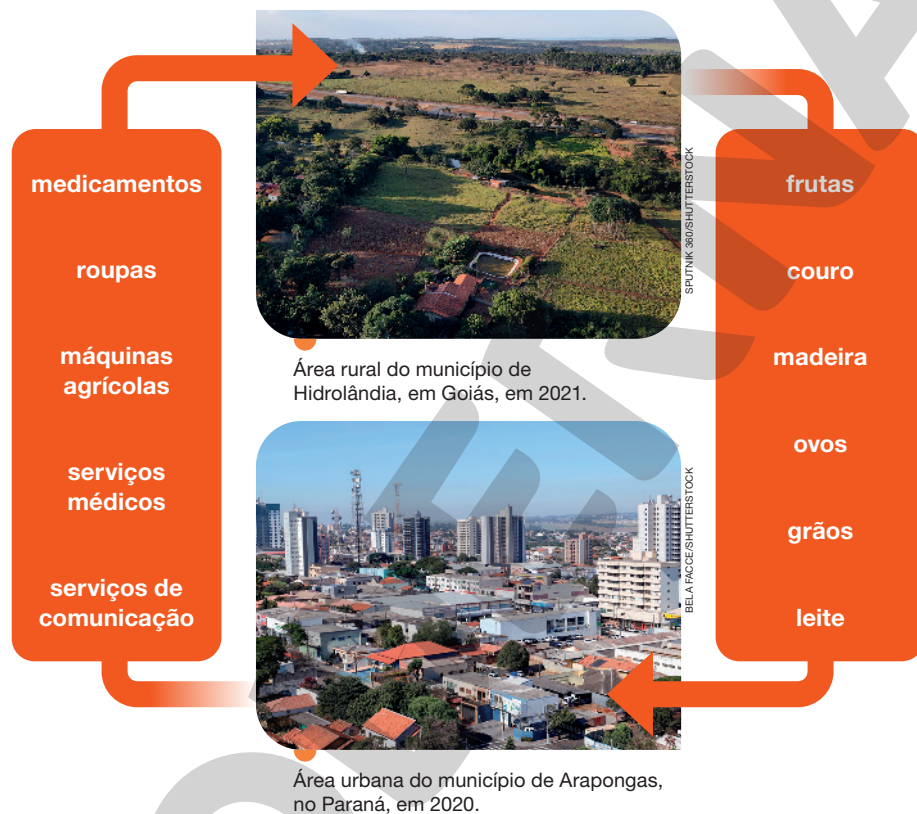 medicamentos
roupas
máquinas
agrícolas
serviços
médicos
serviços de
comunicação
SPUTNIK 360/SHUTTERSTOCK
Área rural do município de
Hidrolândia, em Goiás, em 2021.
BELA FACCE/SHUTTERSTOCK
Área urbana do município de Arapongas,
no Paraná, em 2020.
frutas
couro
madeira
ovos
grãos
leite